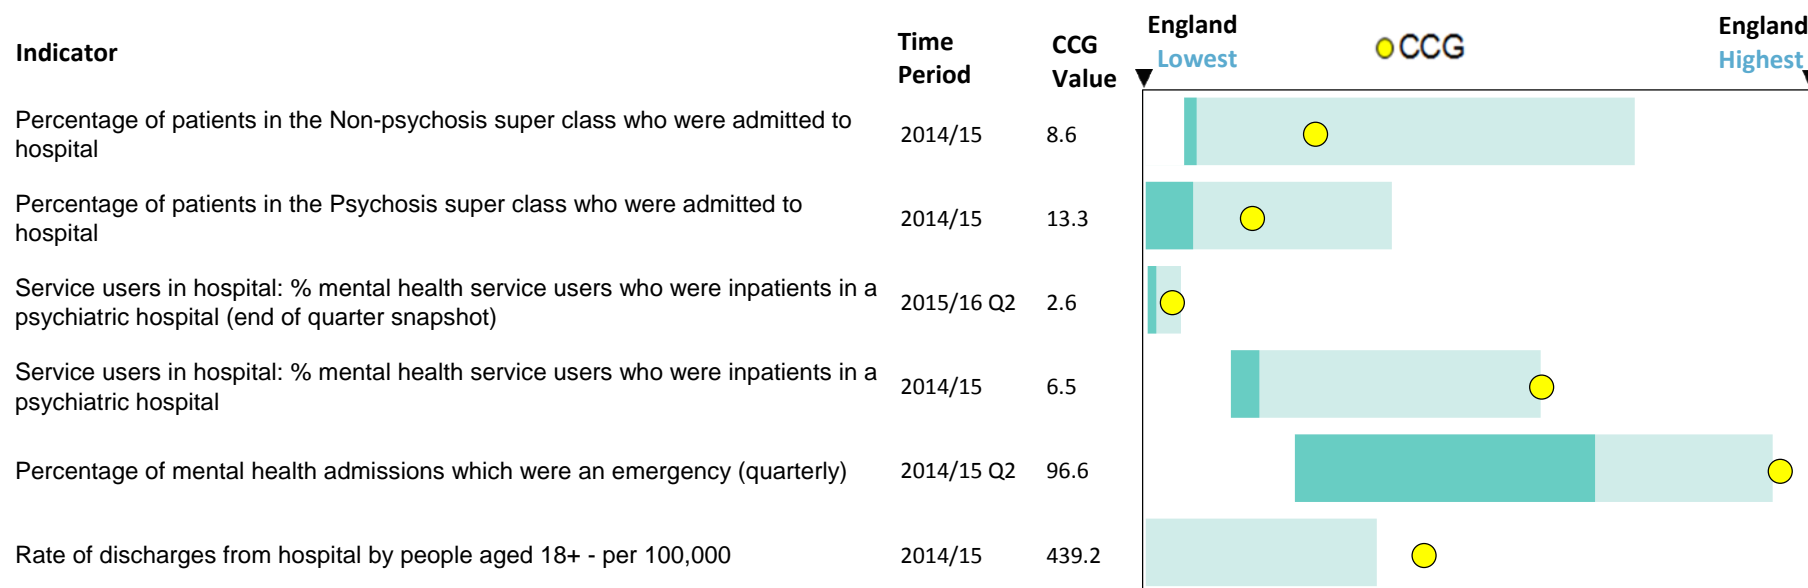 Indicator
Time
Period
CCG
Value
England
Lowest
CCG
England
Highest
Percentage of patients in the Non-psychosis super class who were admitted to
hospital
2014/15
8.6
Percentage of patients in the Psychosis super class who were admitted to
hospital
2014/15
13.3
Service users in hospital: % mental health service users who were inpatients in a
psychiatric hospital (end of quarter snapshot)
2015/16 Q2
2.6
Service users in hospital: % mental health service users who were inpatients in a
psychiatric hospital
2014/15
6.5
Percentage of mental health admissions which were an emergency (quarterly)
2014/15 Q2
96.6
Rate of discharges from hospital by people aged 18+ - per 100,000
2014/15
439.2